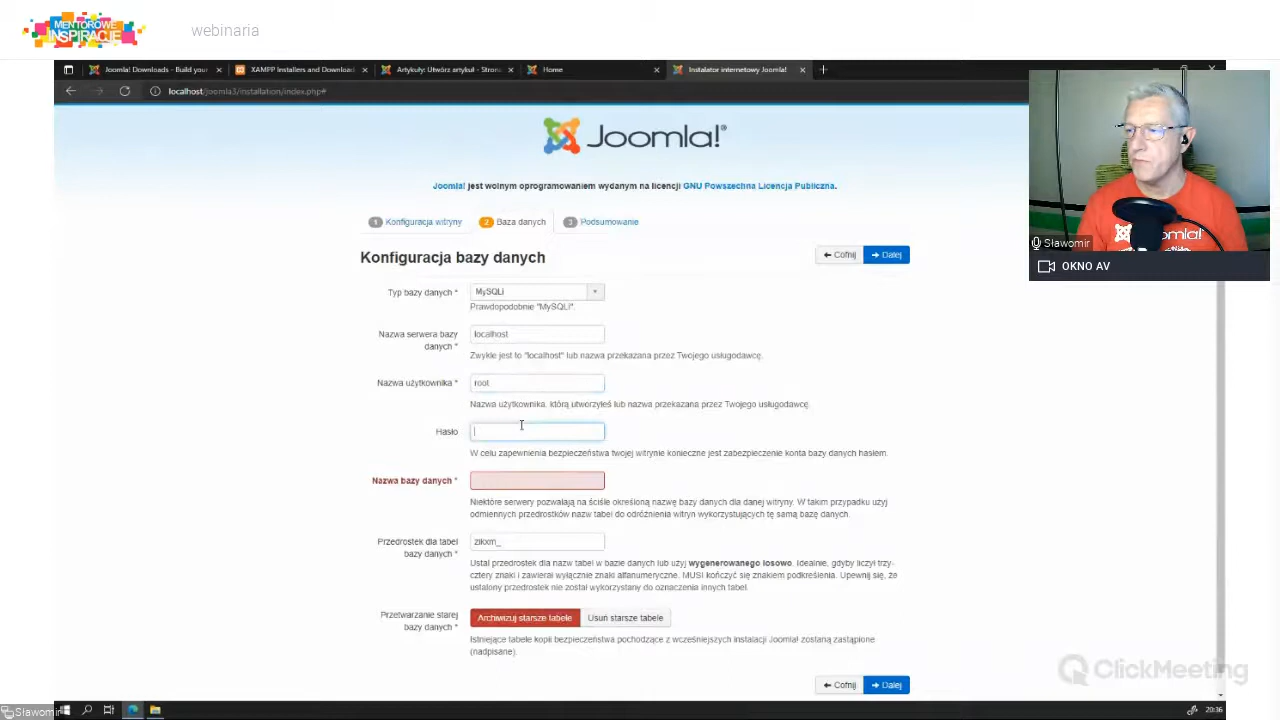 MENTOROWE
INSPIRACJE
webinaria
Joomla! Downloads - Build your
XAMPP Installers and Download
Artykuły: Utwórz artykuł - Stron
Home
Instalator internetowy Joomla!
localhost/joomla3/installation/index.php#
Joomla!®
Joomla! jest wolnym oprogramowaniem wydanym na licencji GNU Powszechna Licencja Publiczna.
1 Konfiguracja witryny
2 Baza danych
3 Podsumowanie
Konfiguracja bazy danych
Cofnij
Dalej
Typ bazy danych *
MySQLi
Prawdopodobnie "MySQLi".
Nazwa serwera bazy
danych *
localhost
Zwykle jest to "localhost" lub nazwa przekazana przez Twojego usługodawcę.
Nazwa użytkownika *
root
Nazwa użytkownika, którą utworzyłeś lub nazwa przekazana przez Twojego usługodawcę.
Hasło
W celu zapewnienia bezpieczeństwa twojej witrynie konieczne jest zabezpieczenie konta bazy danych hasłem.
Nazwa bazy danych *
Niektóre serwery pozwalają na ściśle określoną nazwę bazy danych dla danej witryny. W takim przypadku użyj
odmiennych przedrostków nazw tabel do odróżnienia witryn wykorzystujących tę samą bazę danych.
Przedrostek dla tabel
bazy danych *
Ustal przedrostek dla nazw tabel w bazie danych lub użyj wygenerowanego losowo. Idealnie, gdyby liczył trzy-
cztery znaki i zawierał wyłącznie znaki alfanumeryczne. MUSI kończyć się znakiem podkreślenia. Upewnij się, że
ustalony przedrostek nie został wykorzystany do oznaczenia innych tabel.
Przetwarzanie starej
bazy danych *
Archiwizuj starsze tabele
Usuń starsze tabele
Istniejące tabele kopii bezpieczeństwa pochodzące z wcześniejszych instalacji Joomla! zostaną zastąpione
(nadpisane).
Cofnij
Dalej
Sławomir
OKNO AV
ClickMeeting
Sławomir
20:36